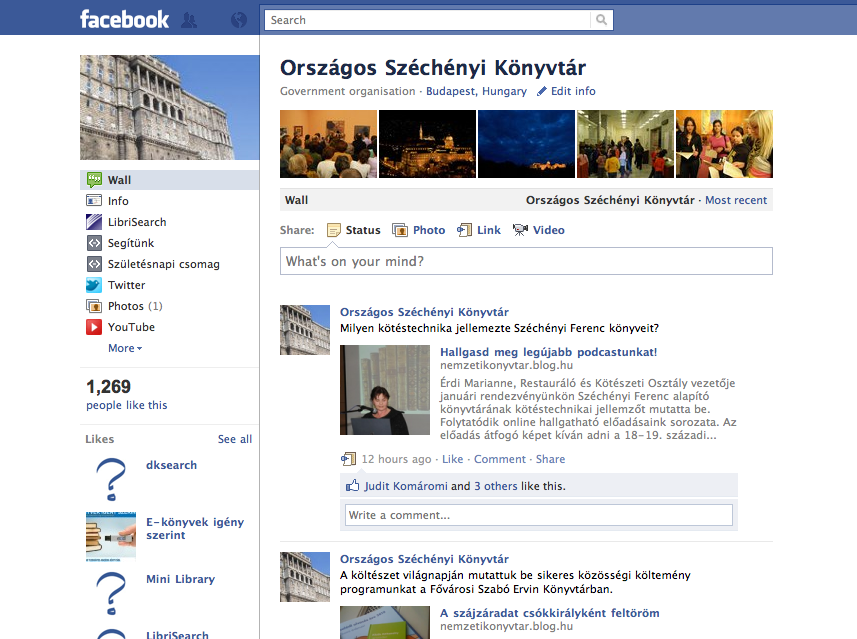 facebook
Search
Országos Széchényi Könyvtár
Government organisation · Budapest, Hungary Edit info
Wall
Info
LibriSearch
Segítünk
Születésnapi csomag
Twitter
Photos (1)
YouTube
More
1,269
people like this
Likes See all
dksearch
E-könyvek igény
szerint
Mini Library
LibriSearch
Wall Országos Széchényi Könyvtár · Most recent
Share: Status Photo Link Video
What's on your mind?
Országos Széchényi Könyvtár
Milyen kötéstechnika jellemezte Széchényi Ferenc könyveit?
Hallgasd meg legújabb podcastunkat!
nemzetikonyvtar.blog.hu
Érdi Marianne, Restauráló és Kötészeti Osztály vezetője
januári rendezvényünkön Széchényi Ferenc alapító
könyvtárának kötéstechnikai jellemzőt mutatta be.
Folytatódik online hallgatható előadásaink sorozata. Az
előadás átfogó képet kíván adni a 18-19. századi...
12 hours ago · Like · Comment · Share
Judit Komáromi and 3 others like this.
Write a comment...
Országos Széchényi Könyvtár
A költészet világnapján mutattuk be sikeres közösségi költemény
programunkat a Fővárosi Szabó Ervin Könyvtárban.
A szájzáradat csókkirályként feltöröm
nemzetikonyvtar.blog.hu